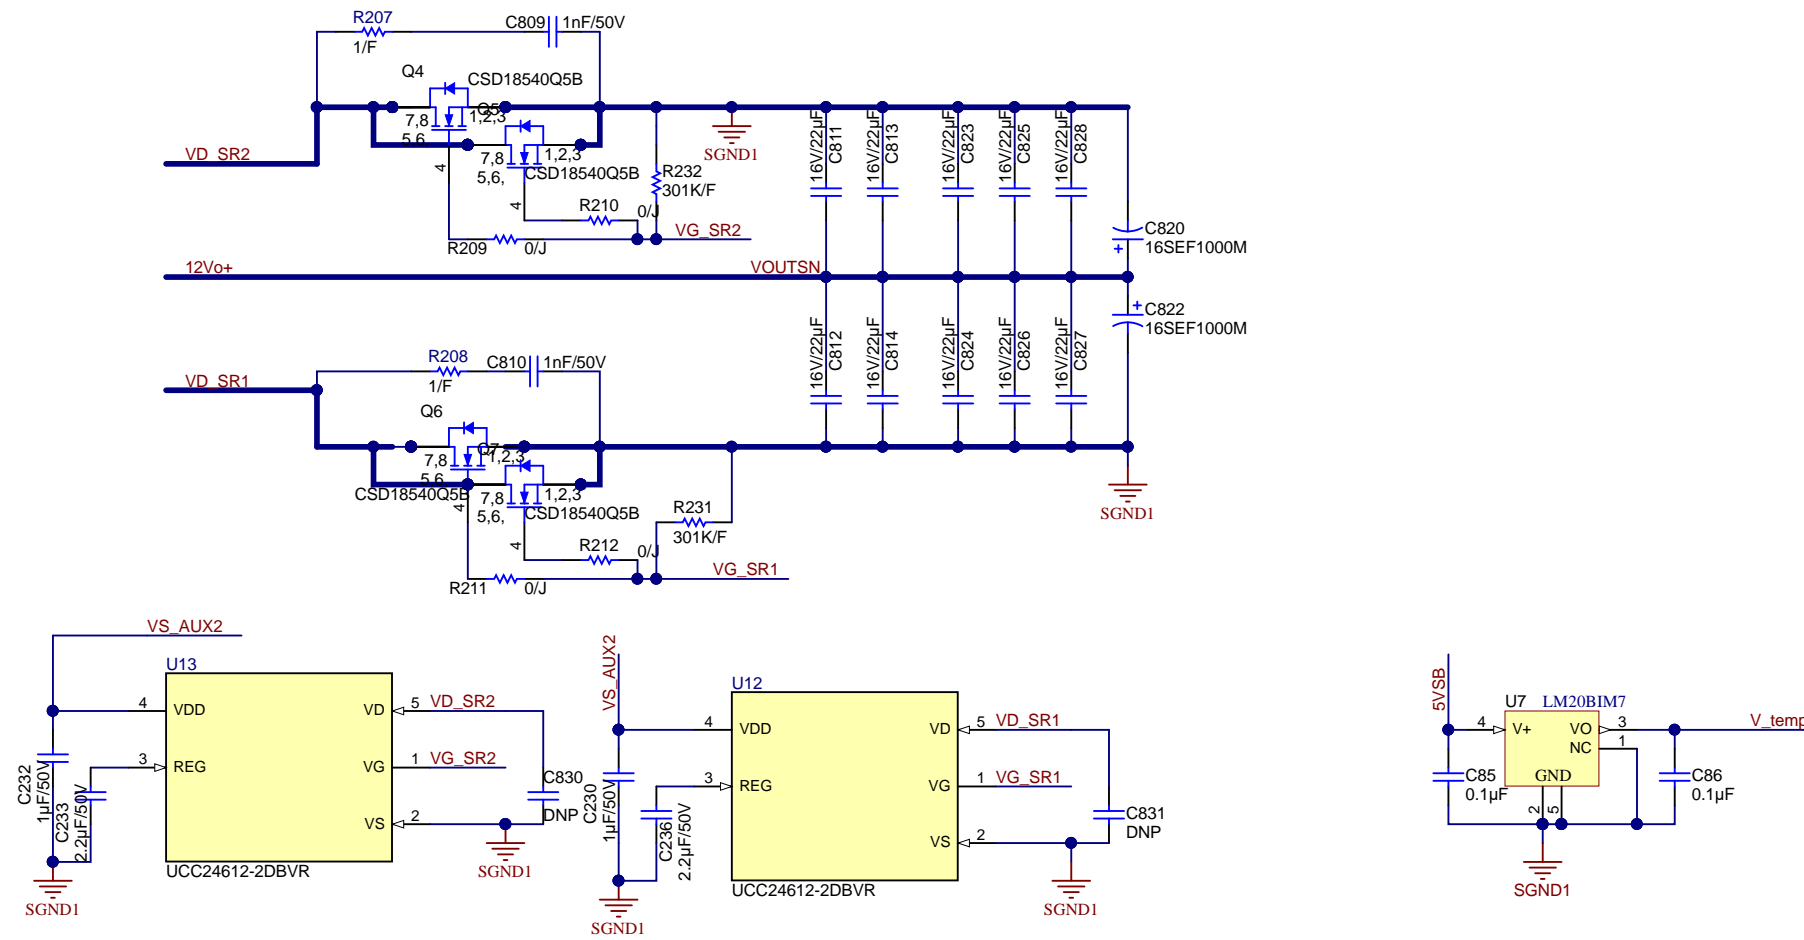 R207
1/F
C809
1nF/50V
Q4
CSD18540Q5B
Q5
7,8
5,6
1,2,3
4
7,8
5,6,
1,2,3
CSD18540Q5B
4
VD_SR2
R210
0/J
R209
0/J
R232
301K/F
VG_SR2
SGND1
16V/22µF
C811
16V/22µF
C813
16V/22µF
C823
16V/22µF
C825
16V/22µF
C828
C820
16SEF1000M
+
12Vo+
VOUTSN
+
C822
16SEF1000M
16V/22µF
C812
16V/22µF
C814
16V/22µF
C824
16V/22µF
C826
16V/22µF
C827
SGND1
VD_SR1
R208
1/F
C810
1nF/50V
Q6
Q7
7,8
5,6
1,2,3
CSD18540Q5B
4
7,8
5,6,
1,2,3
CSD18540Q5B
4
R231
301K/F
R212
0/J
R211
0/J
VG_SR1
VS_AUX2
U13
4
VDD
3
REG
VD
5
VD_SR2
VG
1
VG_SR2
VS
2
UCC24612-2DBVR
C232
1µF/50V
C233
2.2µF/50V
SGND1
C830
DNP
SGND1
VS_AUX2
U12
4
VDD
3
REG
VD
5
VD_SR1
VG
1
VG_SR1
VS
2
UCC24612-2DBVR
C230
1µF/50V
C236
2.2µF/50V
SGND1
C831
DNP
SGND1
5VSB
U7
LM20BIM7
4
V+
VO
3
NC
1
GND
2
5
V_temp
C85
0.1µF
C86
0.1µF
SGND1